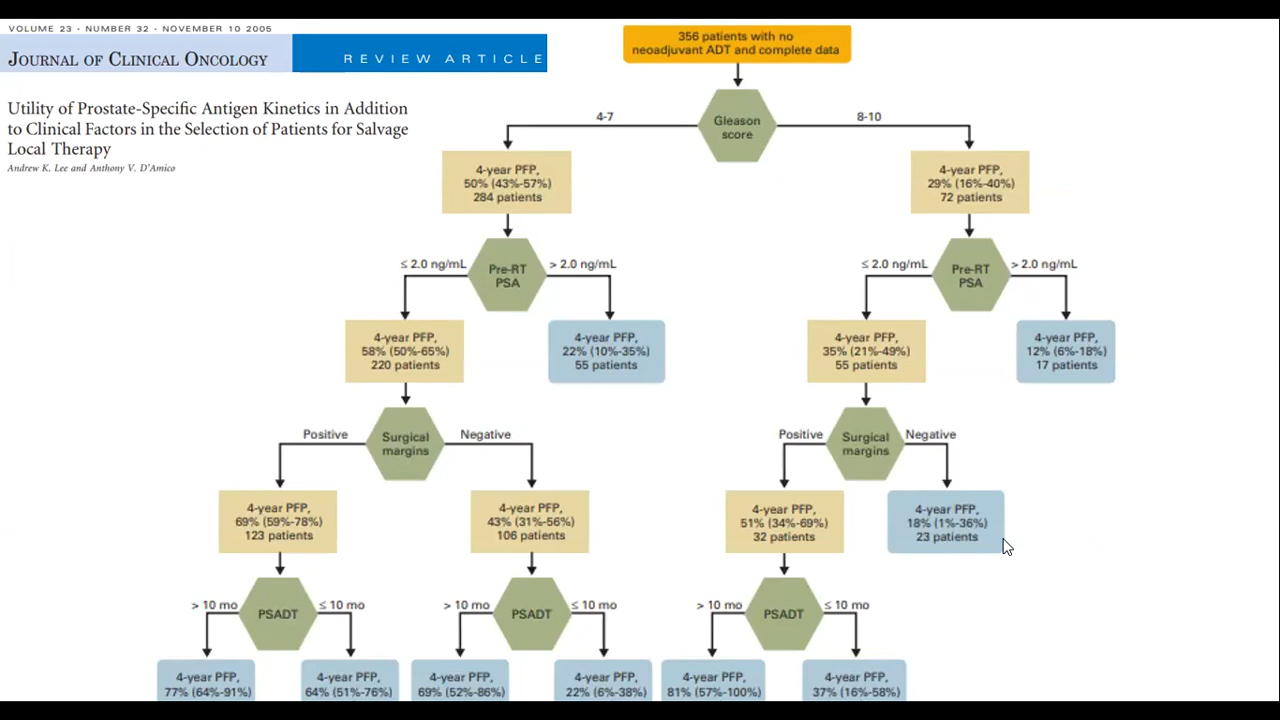 VOLUME 23 · NUMBER 32 · NOVEMBER 10 2005
JOURNAL OF CLINICAL ONCOLOGY
REVIEW ARTICLE
Utility of Prostate-Specific Antigen Kinetics in Addition
to Clinical Factors in the Selection of Patients for Salvage
Local Therapy
Andrew K. Lee and Anthony V. D'Amico
356 patients with no
neoadjuvant ADT and complete data
Gleason
score
4-7
8-10
4-year PFP,
50% (43%-57%)
284 patients
4-year PFP,
29% (16%-40%)
72 patients
≤ 2.0 ng/mL
Pre-RT
PSA
> 2.0 ng/mL
≤ 2.0 ng/mL
Pre-RT
PSA
> 2.0 ng/mL
4-year PFP,
58% (50%-65%)
220 patients
4-year PFP,
22% (10%-35%)
55 patients
4-year PFP,
35% (21%-49%)
55 patients
4-year PFP,
12% (6%-18%)
17 patients
Positive
Surgical
margins
Negative
Positive
Surgical
margins
Negative
4-year PFP,
69% (59%-78%)
123 patients
4-year PFP,
43% (31%-56%)
106 patients
4-year PFP,
51% (34%-69%)
32 patients
4-year PFP,
18% (1%-36%)
23 patients
> 10 mo
PSADT
≤ 10 mo
> 10 mo
PSADT
≤ 10 mo
> 10 mo
PSADT
≤ 10 mo
4-year PFP,
77% (64%-91%)
4-year PFP,
64% (51%-76%)
4-year PFP,
69% (52%-86%)
4-year PFP,
22% (6%-38%)
4-year PFP,
81% (57%-100%)
4-year PFP,
37% (16%-58%)